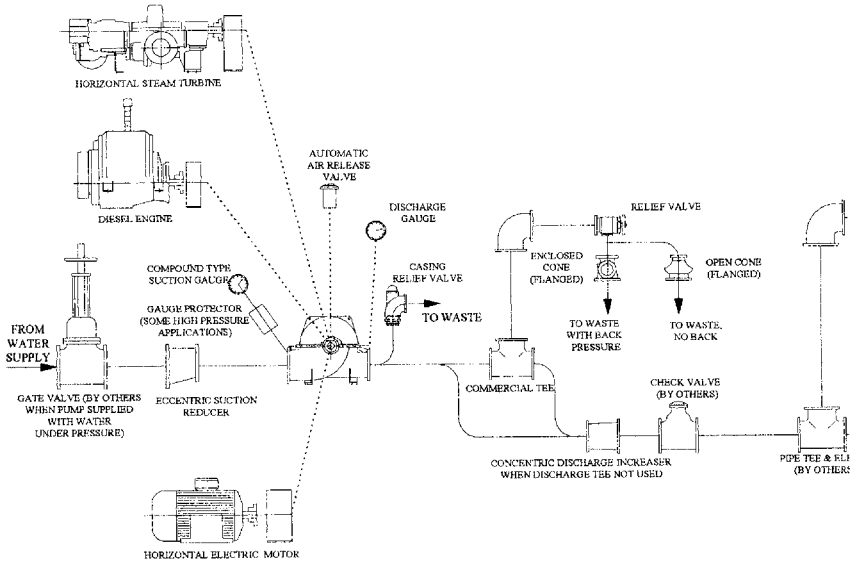 HORIZONTAL STEAM TURBINE
DIESEL ENGINE
AUTOMATIC
AIR RELEASE
VALVE
DISCHARGE
GAUGE
RELIEF VALVE
COMPOUND TYPE
SUCTION GAUGE
CASING
RELIEF VALVE
ENCLOSED
CONE
(FLANGED)
OPEN CONE
(FLANGED)
GAUGE PROTECTOR
(SOME HIGH PRESSURE
APPLICATIONS)
TO WASTE
FROM
WATER
SUPPLY
TO WASTE
WITH BACK
PRESSURE
TO WASTE,
NO BACK
GATE VALVE (BY OTHERS
WHEN PUMP SUPPLIED
WITH WATER
UNDER PRESSURE)
ECCENTRIC SUCTION
REDUCER
COMMERCIAL TEE
CHECK VALVE
(BY OTHERS)
CONCENTRIC DISCHARGE INCREASER
WHEN DISCHARGE TEE NOT USED
PIPE TEE & EL
(BY OTHERS
HORIZONTAL ELECTRIC MOTOR